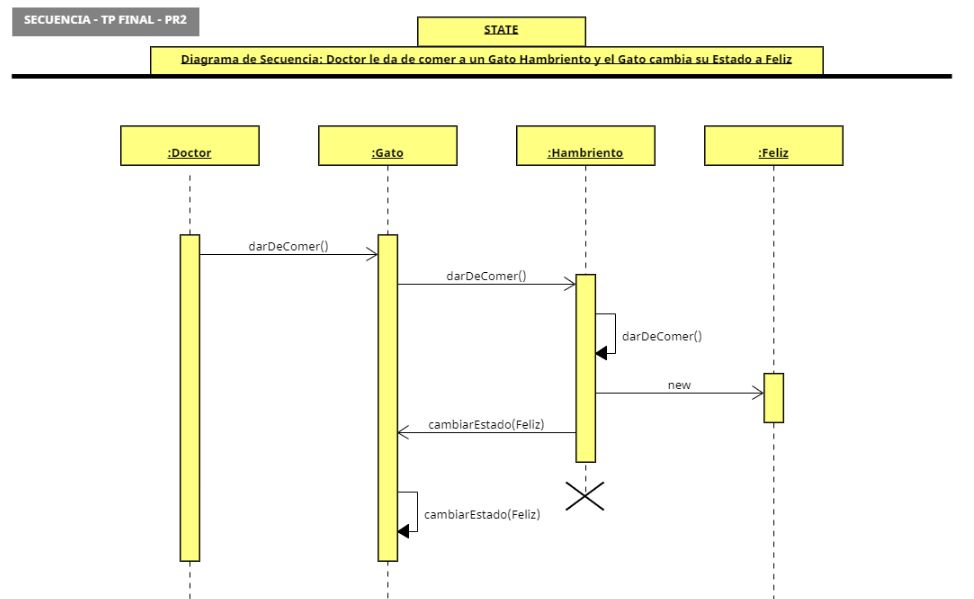 SECUENCIA - TP FINAL - PR2
STATE
Diagrama de Secuencia: Doctor le da de comer a un Gato Hambriento y el Gato cambia su Estado a Feliz
:Doctor
:Gato
:Hambriento
:Feliz
darDeComer()
darDeComer()
darDeComer()
new
cambiarEstado(Feliz)
cambiarEstado(Feliz)